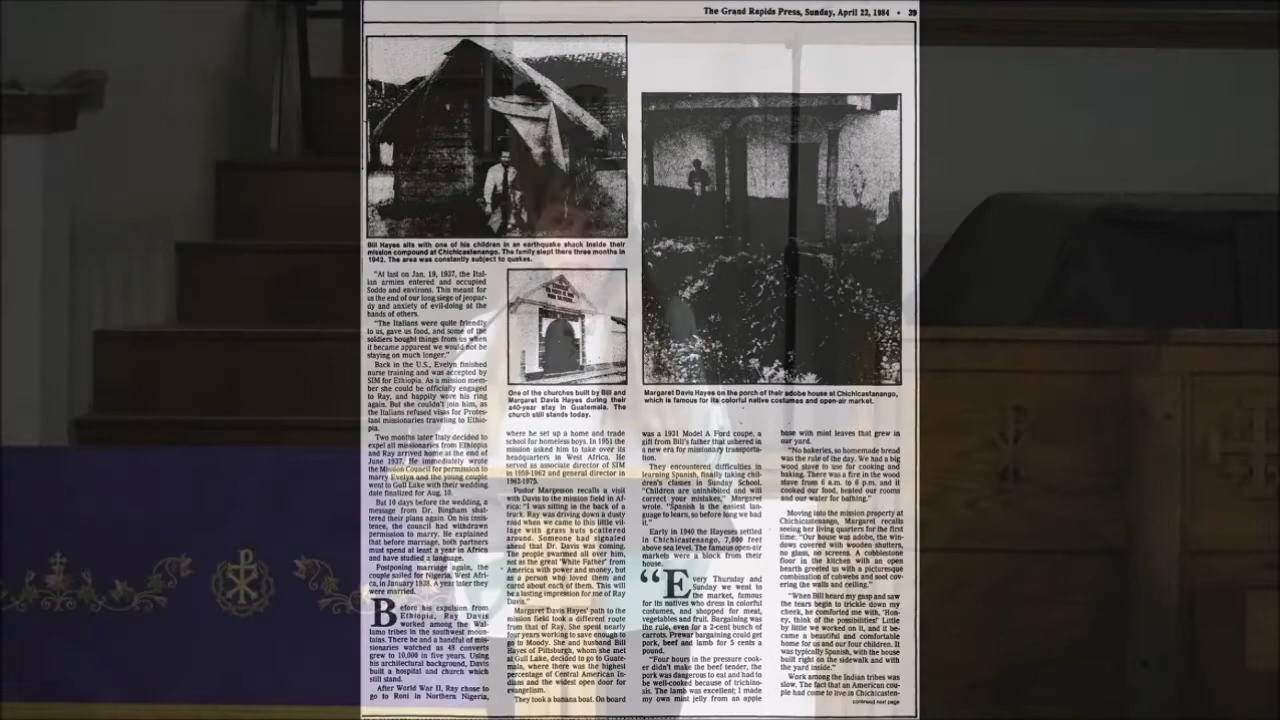 The Grand Rapids Press, Sunday, April 22, 1984 • 39
Bill Hayes sits with one of his children in an earthquake shack inside their
mission compound at Chichicastanango. The family slept there three months in
1942. The area was constantly subject to quakes.
"At last on Jan. 19, 1937, the Ital-
ian armies entered and occupied
Soddo and environs. This meant for
us the end of our long siege of jeopar-
dy and anxiety of evil-doing at the
hands of others.
"The Italians were quite friendly
to us, gave us food, and some of the
soldiers bought things from us when
it became apparent we would not be
staying on much longer."
Back in the U.S., Evelyn finished
nurse training and was accepted by
SIM for Ethiopia. As a mission mem-
ber she could be officially engaged
to Ray, and happily wore his ring
again. But she couldn't join him, as
the Italians refused visas for Protes-
tant missionaries traveling to Ethio-
pia.
Two months later Italy decided to
expel all missionaries from Ethiopia
and Ray arrived home at the end of
June 1937. He immediately wrote
the Mission Council for permission to
marry Evelyn and the young couple
went to Gull Lake with their wedding
date finalized for Aug. 10.
But 10 days before the wedding, a
message from Dr. Bingham shat-
tered their plans again. On his insis-
tence, the council had withdrawn
permission to marry. He explained
that before marriage, both partners
must spend at least a year in Africa
and have studied a language.
Postponing marriage again, the
couple sailed for Nigeria, West Afri-
ca, in January 1938. A year later they
were married.
Before his expulsion from
Ethiopia, Ray Davis
worked among the Wal-
lamo tribes in the southwest moun-
tains. There he and a handful of mis-
sionaries watched as 48 converts
grew to 10,000 in five years. Using
his architectural background, Davis
built a hospital and church which
still stand.
After World War II, Ray chose to
go to Roni in Northern Nigeria,
One of the churches built by Bill and
Margaret Davis Hayes during their
40-year stay in Guatemala. The
church still stands today.
where he set up a home and trade
school for homeless boys. In 1951 the
mission asked him to take over its
headquarters in West Africa. He
served as associate director of SIM
in 1959-1962 and general director in
1962-1975.
Pastor Margesson recalls a visit
with Davis to the mission field in Af-
rica: "I was sitting in the back of a
truck. Ray was driving down a dusty
road when we came to this little vil-
lage with grass huts scattered
around. Someone had signaled
ahead that Dr. Davis was coming.
The people swarmed all over him,
not as the great 'White Father' from
America with power and money, but
as a person who loved them and
cared about each of them. This will
be a lasting impression for me of Ray
Davis."
Margaret Davis Hayes' path to the
mission field took a different route
from that of Ray. She spent nearly
four years working to save enough to
go to Moody. She and husband Bill
Hayes of Pittsburg, whom she met
at Gull Lake, decided to go to Guate-
mala, where there was the highest
percentage of Central American In-
dians and the widest open door for
evangelism.
They took a banana boat. On board
Margaret Davis Hayes on the porch of their adobe house at Chichicastanango,
which is famous for its colorful native costumes and open-air market.
was a 1931 Model A Ford coupe, a
gift from Bill's father that ushered in
a new era for missionary transporta-
tion.
They encountered difficulties in
learning Spanish, finally taking chil-
dren's classes in Sunday School.
"Children are uninhibited and will
correct your mistakes," Margaret
wrote. "Spanish is the easiest lan-
guage to learn, so before long we had
it."
Early in 1940 the Hayeses settled
in Chichicastenango, 7,000 feet
above sea level. The famous open-air
markets were a block from their
house.
"Every Thursday and
Sunday we went to
the market, famous
for its natives who dress in colorful
costumes, and shopped for meat,
vegetables and fruit. Bargaining was
the rule, even for a 2-cent bunch of
carrots. Prewar bargaining could get
pork, beef and lamb for 5 cents a
pound.
"Four hours in the pressure cook-
er didn't make the beef tender, the
pork was dangerous to eat and had to
be well-cooked because of trichino-
sis. The lamb was excellent; I made
my own mint jelly from an apple
base with mint leaves that grew in
our yard.
"No bakeries, so homemade bread
was the rule of the day. We had a big
wood stove to use for cooking and
baking. There was a fire in the wood
stove from 6 a.m. to 6 p.m. and it
cooked our food, heated our rooms
and our water for bathing."
Moving into the mission property at
Chichicastenango, Margaret recalls
seeing her living quarters for the first
time: "Our house was adobe, the win-
dows covered with wooden shutters,
no glass, no screens. A cobblestone
floor in the kitchen with an open
hearth greeted us with a picturesque
combination of cobwebs and soot cov-
ering the walls and ceiling."
"When Bill heard my gasp and saw
the tears begin to trickle down my
cheek, he comforted me with, 'Hon-
ey, think of the possibilities!' Little
by little we worked on it, and it be-
came a beautiful and comfortable
home for us and our four children. It
was typically Spanish, with the house
built right on the sidewalk and with
the yard inside."
Work among the Indian tribes was
slow. The fact that an American cou-
ple had come to live in Chichicasten-
continued next page